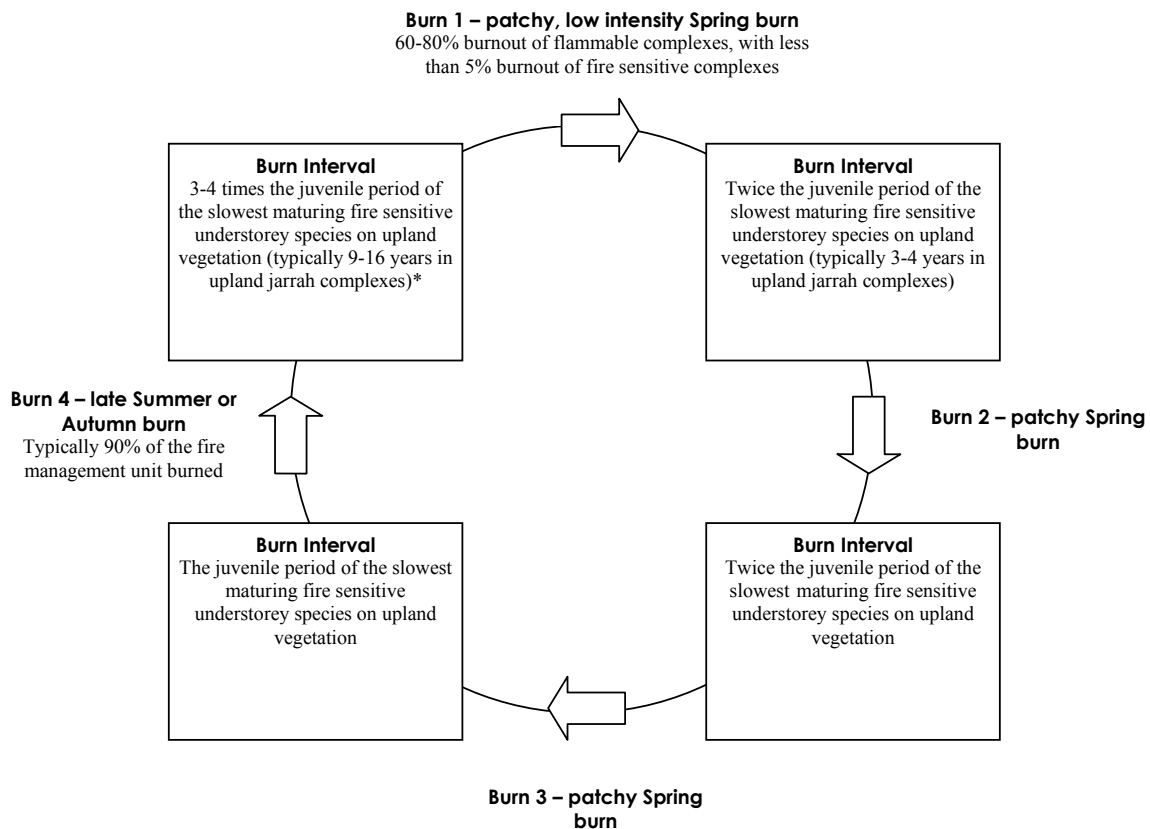 Burn 1 – patchy, low intensity Spring burn
60-80% burnout of flammable complexes, with less
than 5% burnout of fire sensitive complexes
Burn Interval
3-4 times the juvenile period of
the slowest maturing fire sensitive
understorey species on upland
vegetation (typically 9-16 years in
upland jarrah complexes)*
Burn Interval
Twice the juvenile period of the
slowest maturing fire sensitive
understorey species on upland
vegetation (typically 3-4 years in
upland jarrah complexes)
Burn 4 – late Summer or
Autumn burn
Typically 90% of the fire
management unit burned
Burn 2 – patchy Spring
burn
Burn Interval
The juvenile period of the slowest
maturing fire sensitive
understorey species on upland
vegetation
Burn Interval
Twice the juvenile period of the
slowest maturing fire sensitive
understorey species on upland
vegetation
Burn 3 – patchy Spring
burn